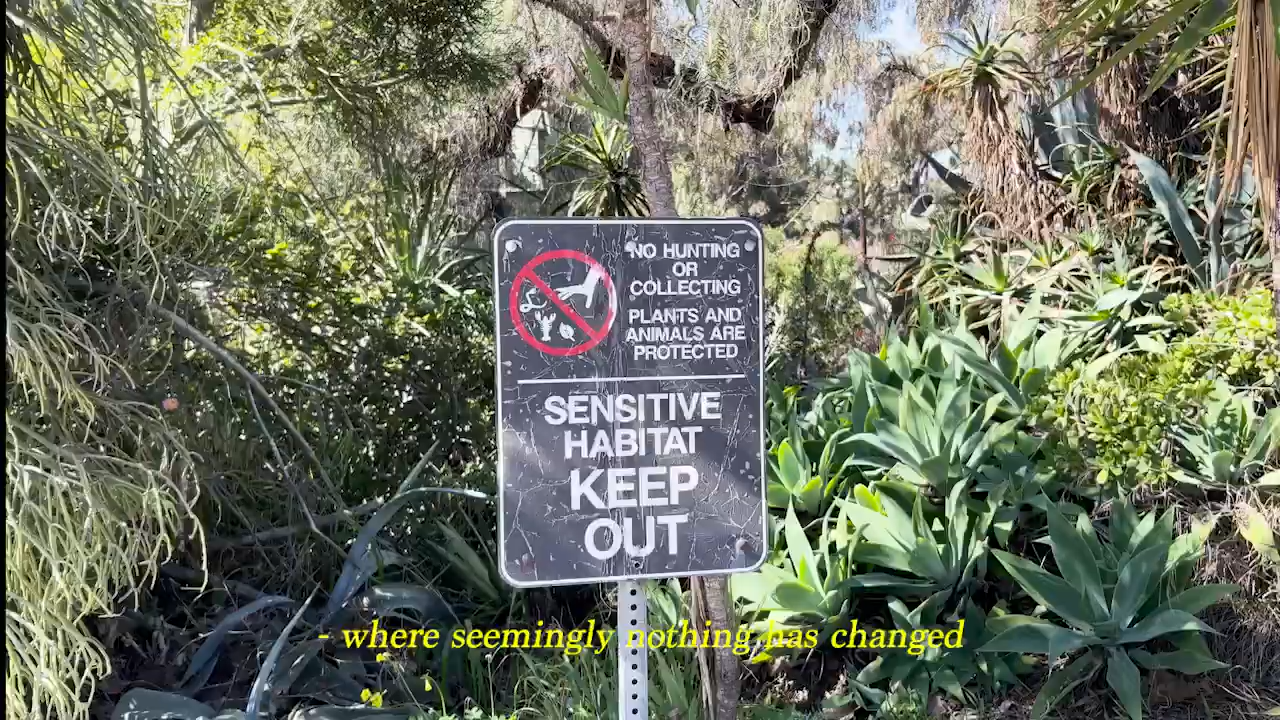 NO HUNTING
OR
COLLECTING
PLANTS AND
ANIMALS ARE
PROTECTED
SENSITIVE
HABITAT
KEEP
OUT
- where seemingly nothing has changed